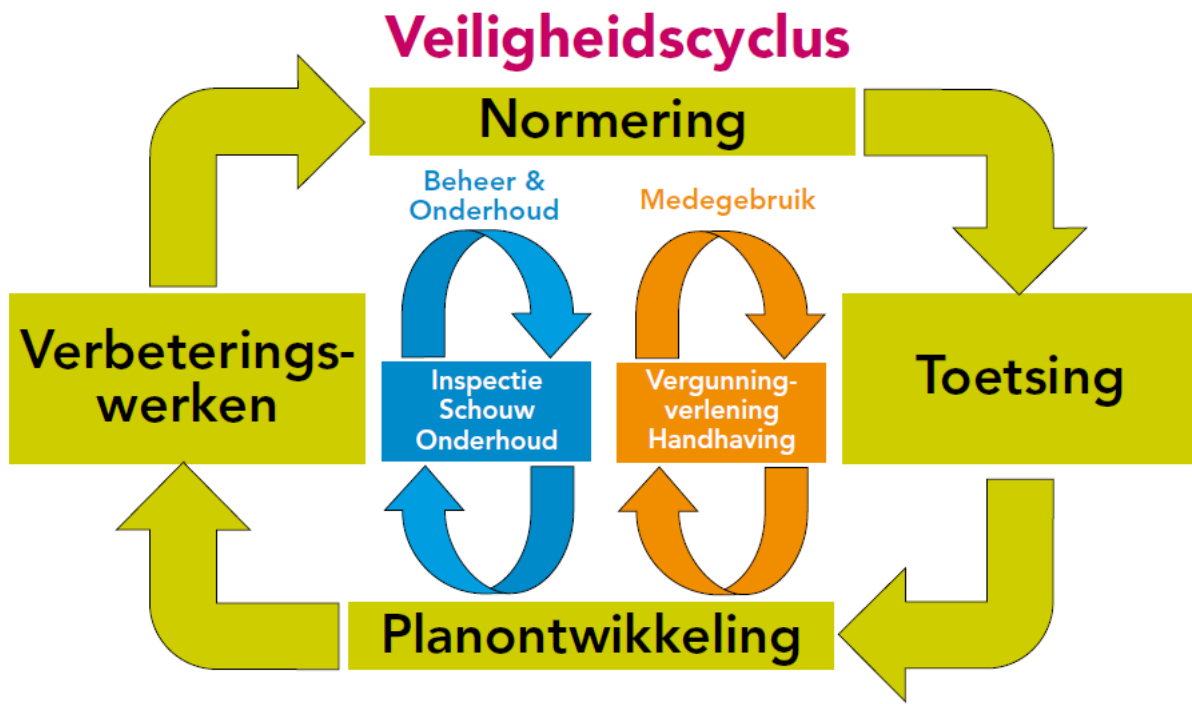 Veiligheidscyclus
Normering
Beheer &
Onderhoud
Medegebruik
Verbeterings-
werken
Inspectie
Schouw
Onderhoud
Vergunning-
verlening
Handhaving
Toetsing
Planontwikkeling